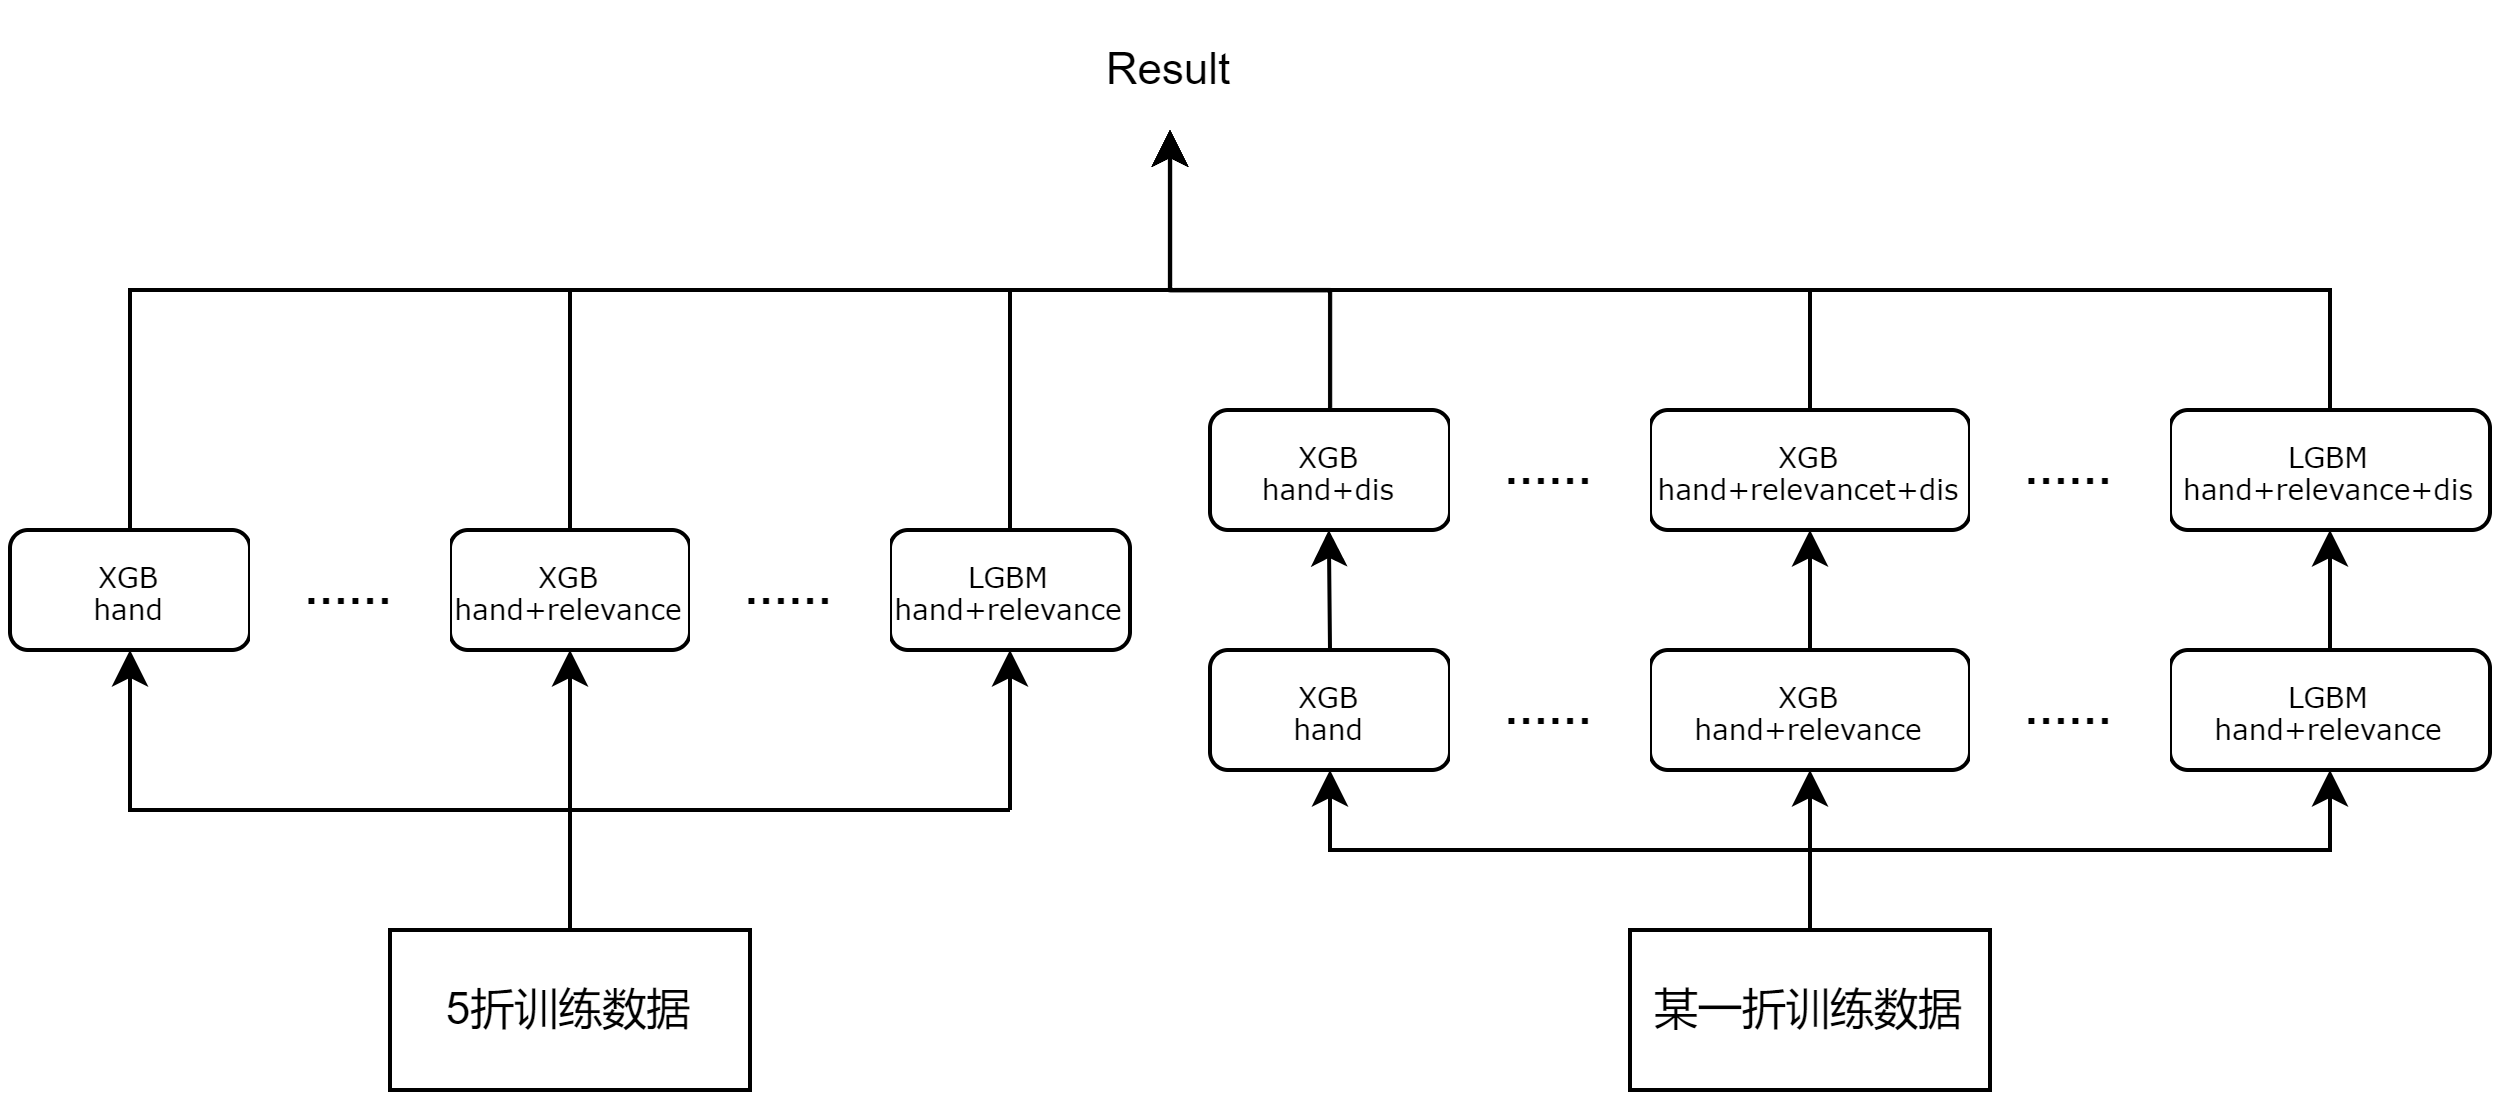 Result
XGB
hand+dis
......
XGB
hand+relevancet+dis
......
LGBM
hand+relevance+dis
XGB
hand
......
XGB
hand+relevance
......
LGBM
hand+relevance
XGB
hand
......
XGB
hand+relevance
......
LGBM
hand+relevance
5折训练数据
某一折训练数据